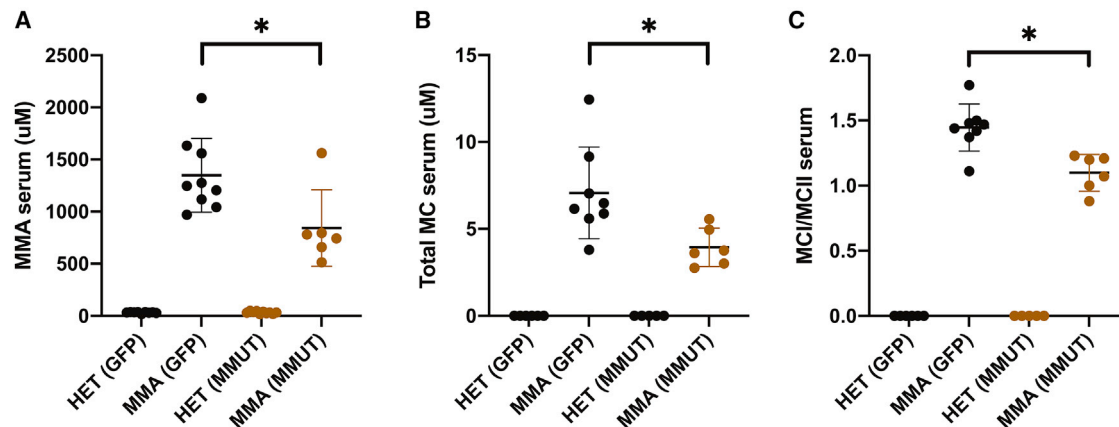 A
*
MMA serum (uM)
2500
2000
1500
1000
500
0
HET (GFP)
MMA (GFP)
HET (MMUT)
MMA (MMUT)
B
*
Total MC serum (uM)
15
10
5
0
HET (GFP)
MMA (GFP)
HET (MMUT)
MMA (MMUT)
C
*
MCI/MCII serum
2.0
1.5
1.0
0.5
0.0
HET (GFP)
MMA (GFP)
HET (MMUT)
MMA (MMUT)